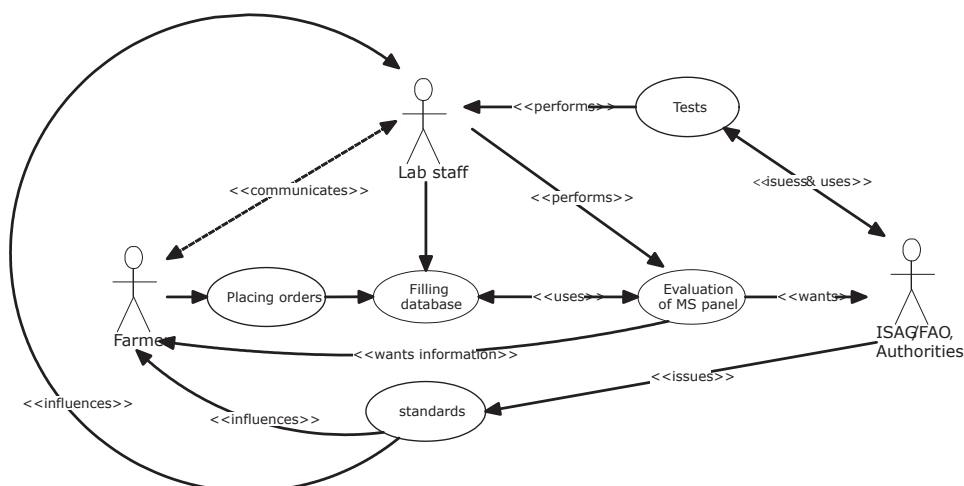 <<performs>>
Tests
Lab staff
<<isuess& uses>>
<<communicates>>
<<performs>>
Placing orders
Filling
database
<<uses>>
Evaluation
of MS panel
<<wants>>
Farmer
<<wants information>>
ISAG/FAO,
Authorities
<<issues>>
<<influences>>
<<influences>>
standards